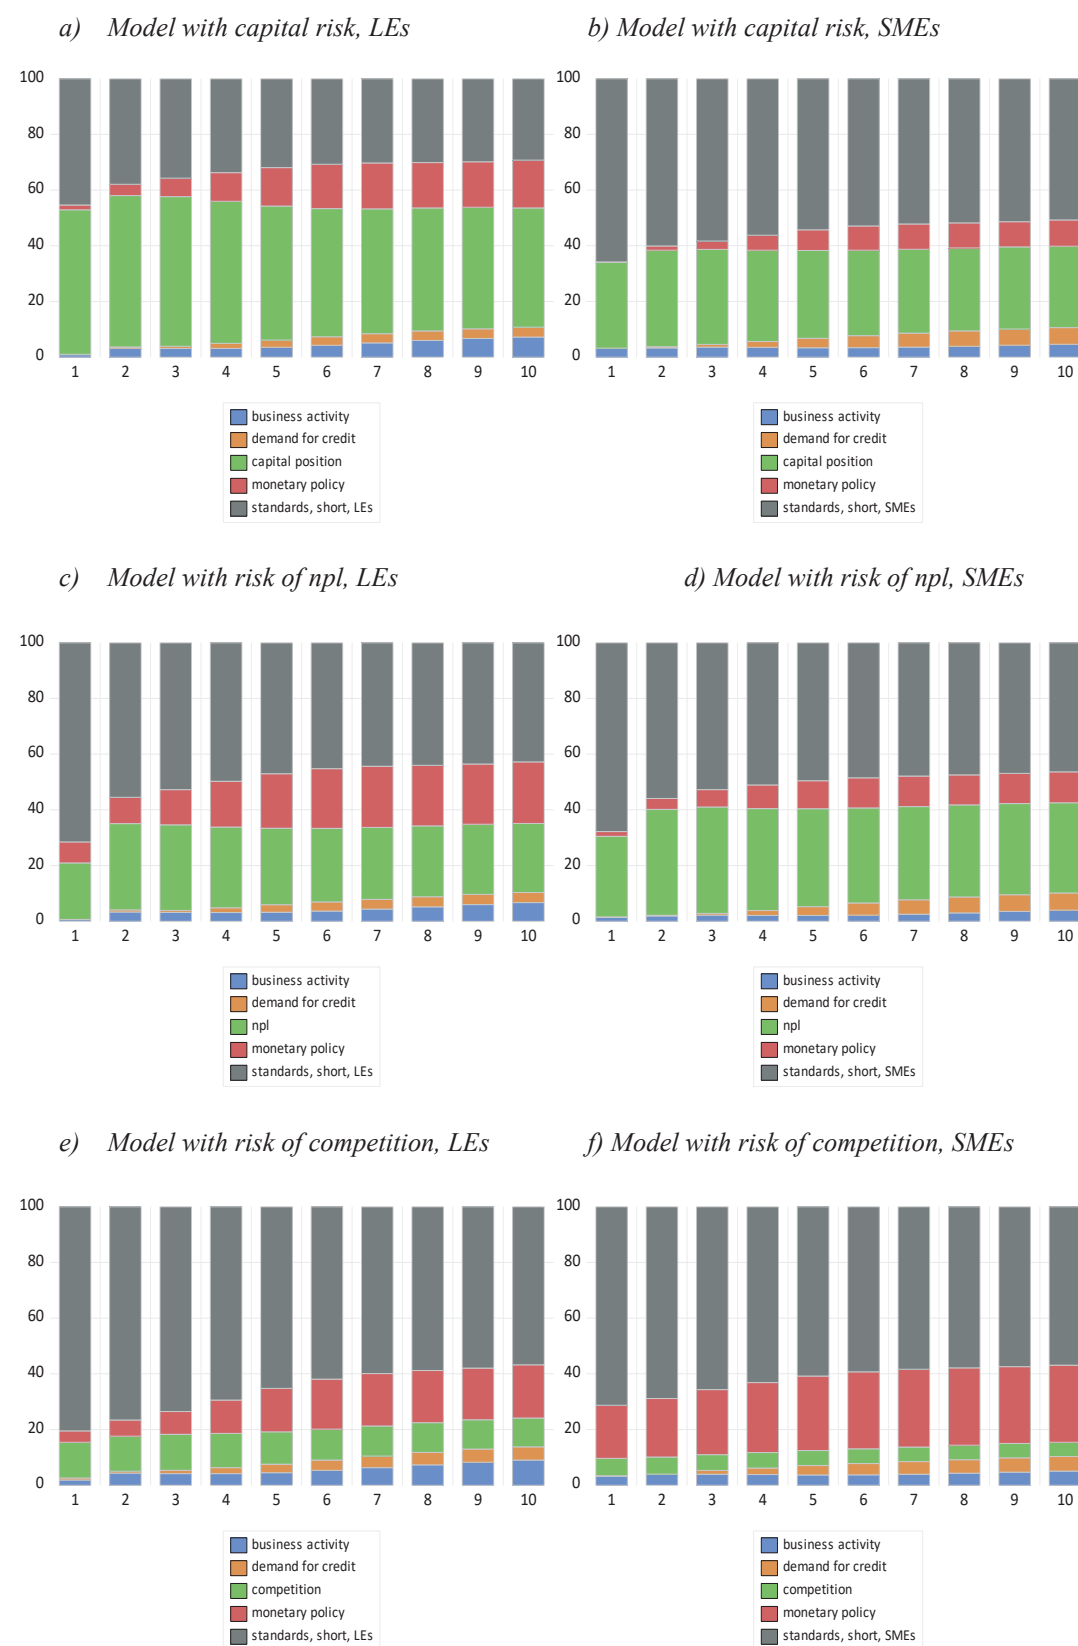 a) Model with capital risk, LEs
b) Model with capital risk, SMEs
100
80
60
40
20
0
1 2 3 4 5 6 7 8 9 10
business activity
demand for credit
capital position
monetary policy
standards, short, LEs
100
80
60
40
20
0
1 2 3 4 5 6 7 8 9 10
business activity
demand for credit
capital position
monetary policy
standards, short, SMEs
c) Model with risk of npl, LEs
d) Model with risk of npl, SMEs
100
80
60
40
20
0
1 2 3 4 5 6 7 8 9 10
business activity
demand for credit
npl
monetary policy
standards, short, LEs
100
80
60
40
20
0
1 2 3 4 5 6 7 8 9 10
business activity
demand for credit
npl
monetary policy
standards, short, SMEs
e) Model with risk of competition, LEs
f) Model with risk of competition, SMEs
100
80
60
40
20
0
1 2 3 4 5 6 7 8 9 10
business activity
demand for credit
competition
monetary policy
standards, short, LEs
100
80
60
40
20
0
1 2 3 4 5 6 7 8 9 10
business activity
demand for credit
competition
monetary policy
standards, short, SMEs